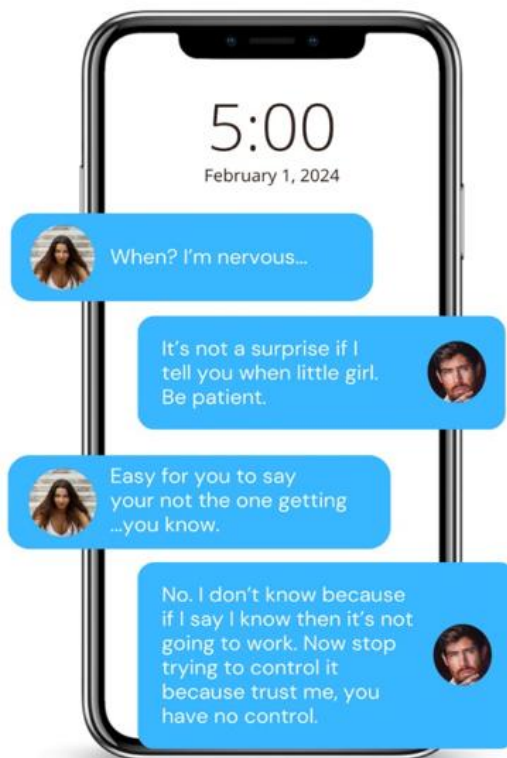 5:00
February 1, 2024
When? I'm nervous...
It's not a surprise if I
tell you when little girl.
Be patient.
Easy for you to say
your not the one getting
...you know.
No. I don't know because
if I say I know then it's not
going to work. Now stop
trying to control it
because trust me, you
have no control.